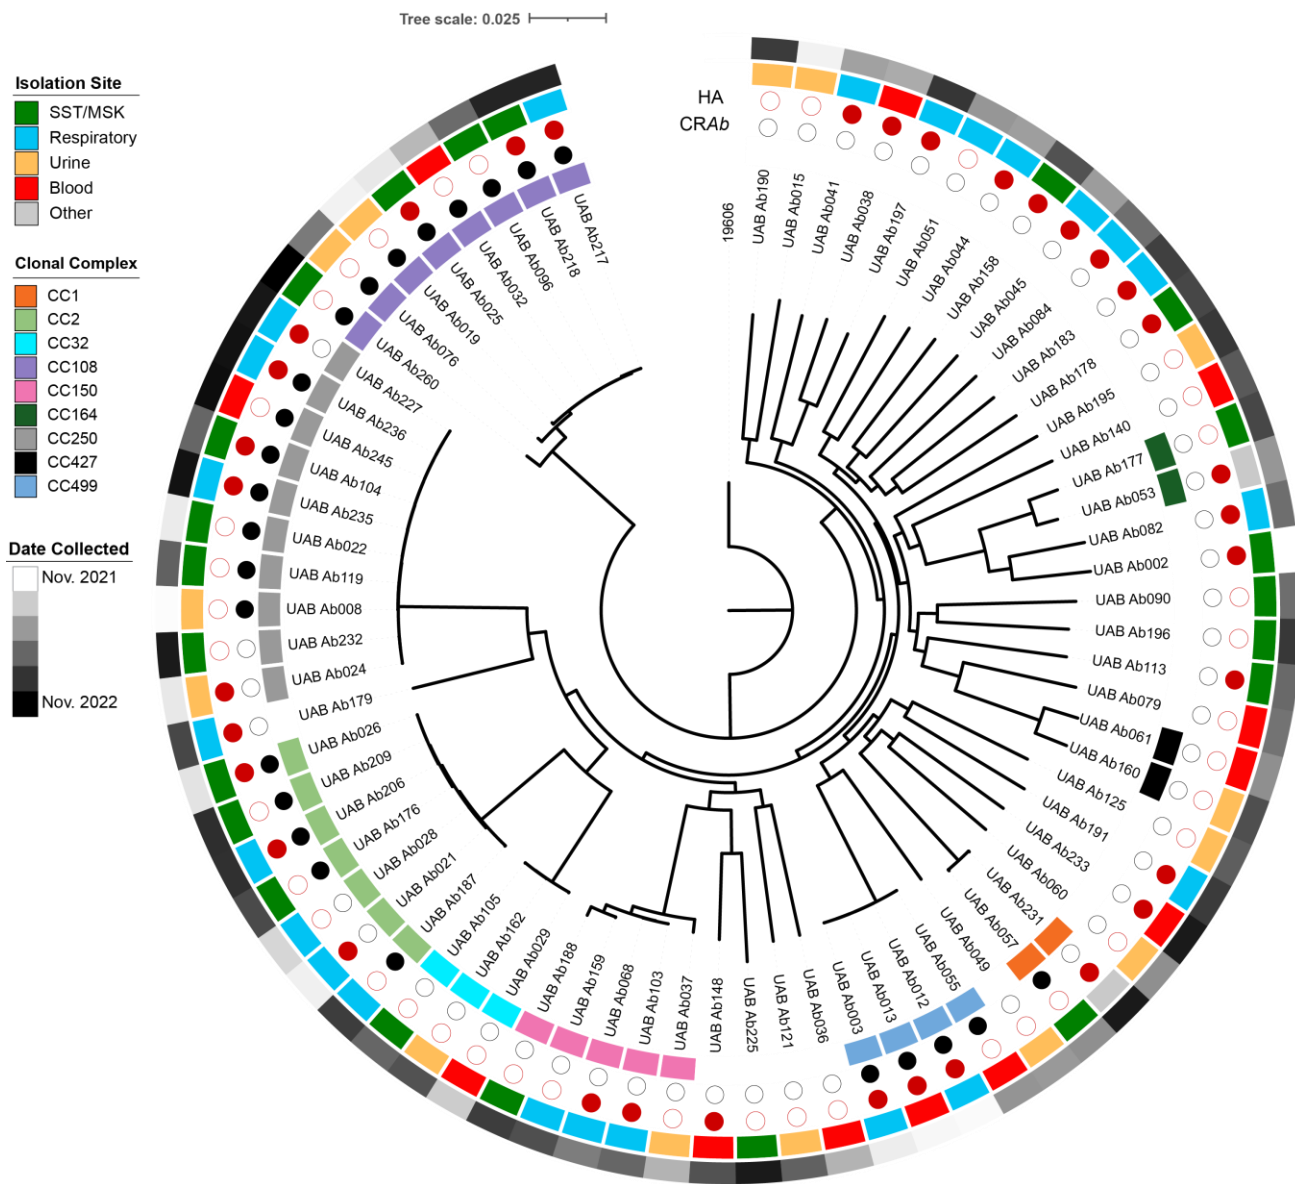 Tree scale: 0.025
Isolation Site
SST/MSK
Respiratory
Urine
Blood
Other
Clonal Complex
CC1
CC2
CC32
CC108
CC150
CC164
CC250
CC427
CC499
Date Collected
Nov. 2021
Nov. 2022
HA
CRAb
19606
UAB Ab190
UAB Ab015
UAB Ab041
UAB Ab038
UAB Ab197
UAB Ab051
UAB Ab044
UAB Ab158
UAB Ab045
UAB Ab084
UAB Ab183
UAB Ab178
UAB Ab195
UAB Ab140
UAB Ab177
UAB Ab053
UAB Ab082
UAB Ab002
UAB Ab090
UAB Ab196
UAB Ab113
UAB Ab079
UAB Ab061
UAB Ab160
UAB Ab125
UAB Ab191
UAB Ab233
UAB Ab060
UAB Ab231
UAB Ab057
UAB Ab049
UAB Ab055
UAB Ab012
UAB Ab013
UAB Ab003
UAB Ab036
UAB Ab121
UAB Ab225
UAB Ab148
UAB Ab037
UAB Ab103
UAB Ab068
UAB Ab159
UAB Ab188
UAB Ab029
UAB Ab162
UAB Ab105
UAB Ab187
UAB Ab021
UAB Ab028
UAB Ab176
UAB Ab206
UAB Ab209
UAB Ab026
UAB Ab179
UAB Ab024
UAB Ab232
UAB Ab008
UAB Ab119
UAB Ab022
UAB Ab235
UAB Ab104
UAB Ab245
UAB Ab236
UAB Ab227
UAB Ab260
UAB Ab076
UAB Ab019
UAB Ab025
UAB Ab032
UAB Ab096
UAB Ab218
UAB Ab217